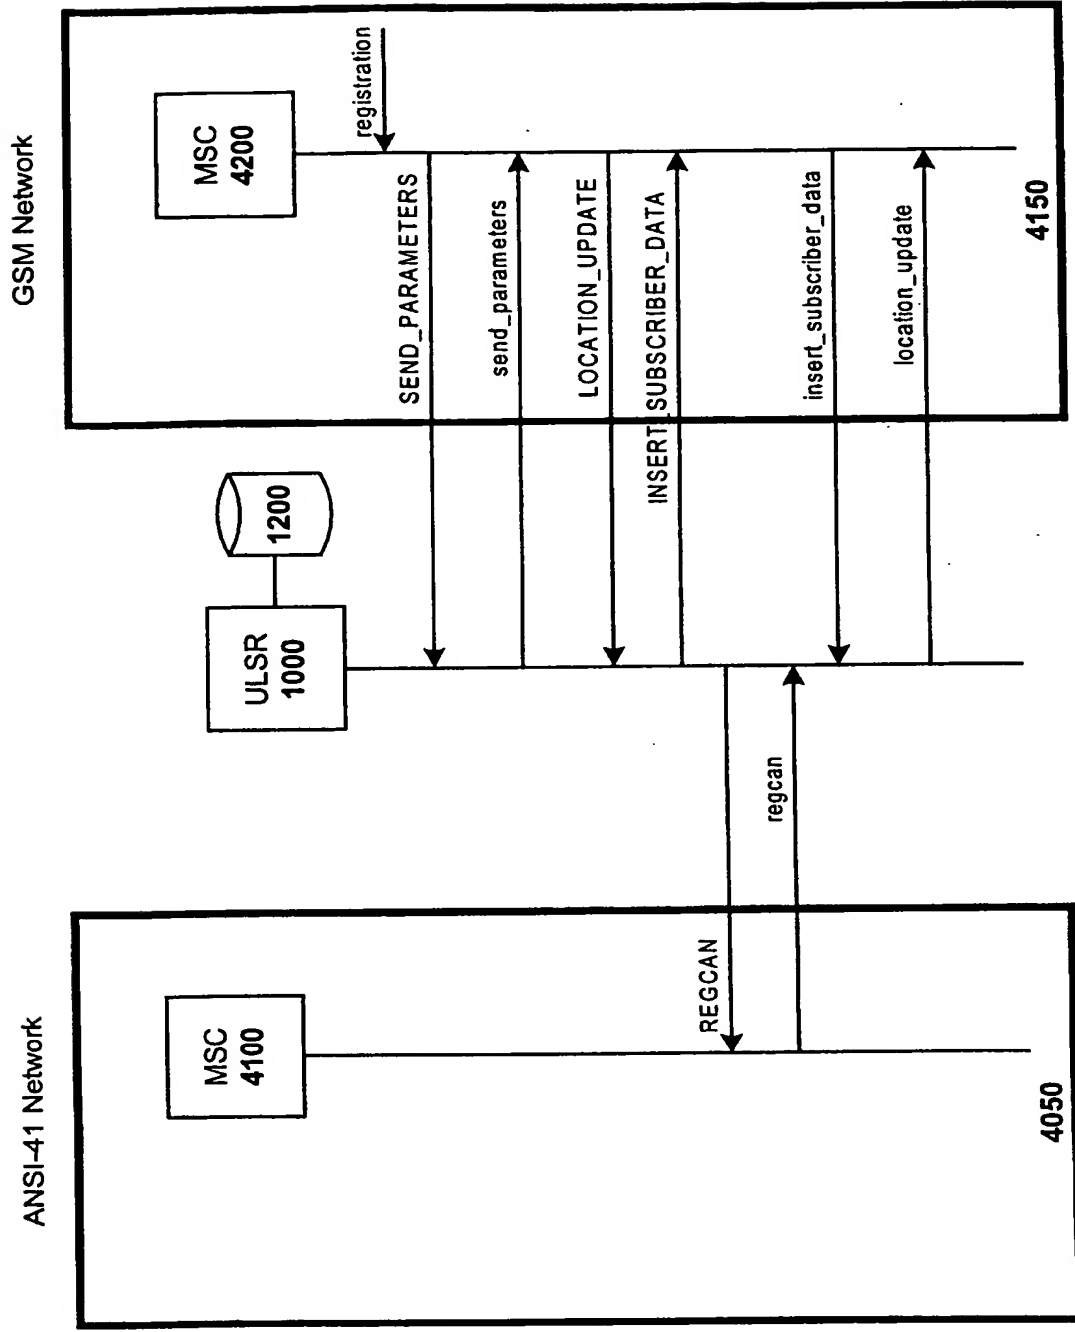 ANSI-41 Network
GSM Network
MSC
4100
ULSR
1000
1200
MSC
4200
registration
SEND_PARAMETERS
send_parameters
LOCATION_UPDATE
INSERT_SUBSCRIBER_DATA
REGCAN
regcan
insert_subscriber_data
location_update
4050
4150